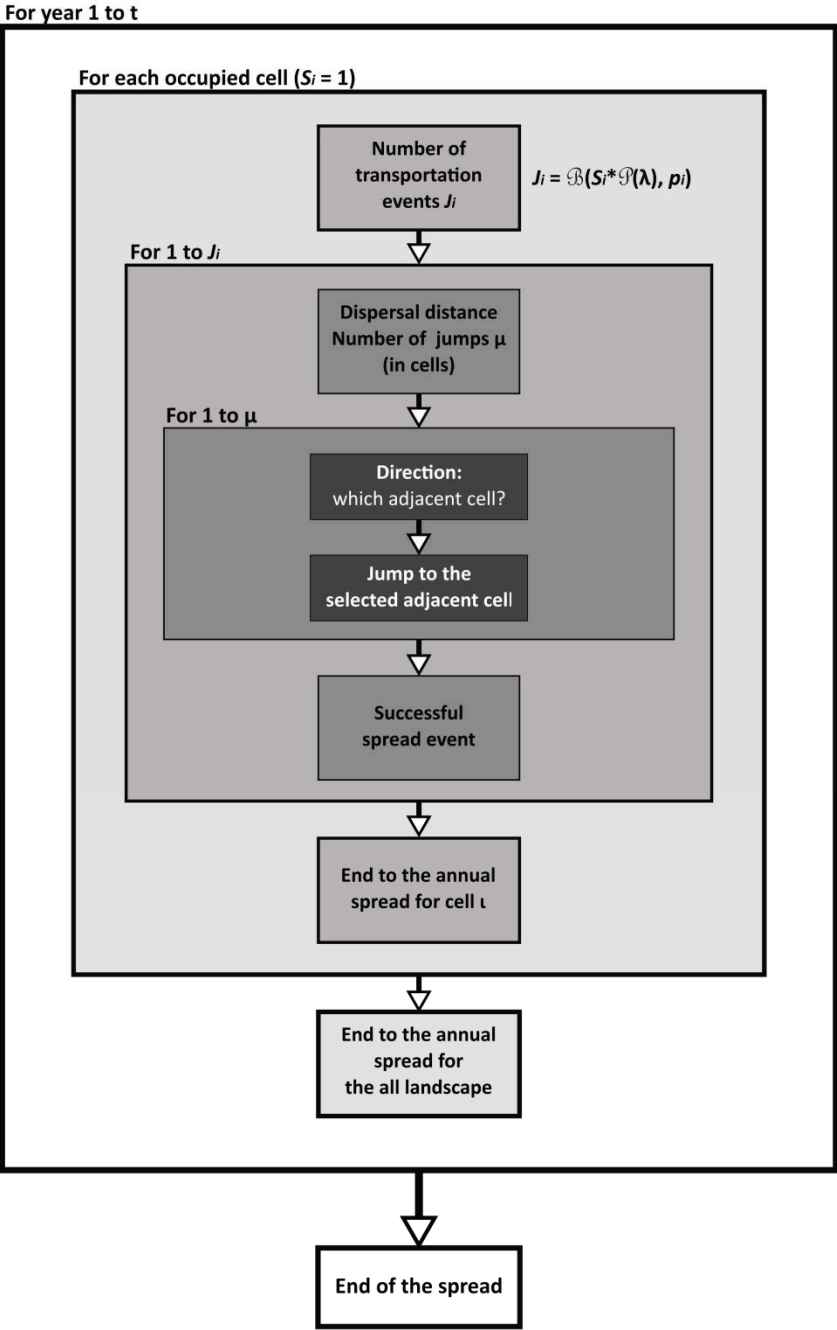 For year 1 to t
For each occupied cell (Si = 1)
Number of
transportation
events Ji
Ji = ℬ(Si*𝒫(λ), pi)
For 1 to Ji
Dispersal distance
Number of jumps μ
(in cells)
For 1 to μ
Direction:
which adjacent cell?
Jump to the
selected adjacent cell
Successful
spread event
End to the annual
spread for cell ι
End to the annual
spread for
the all landscape
End of the spread